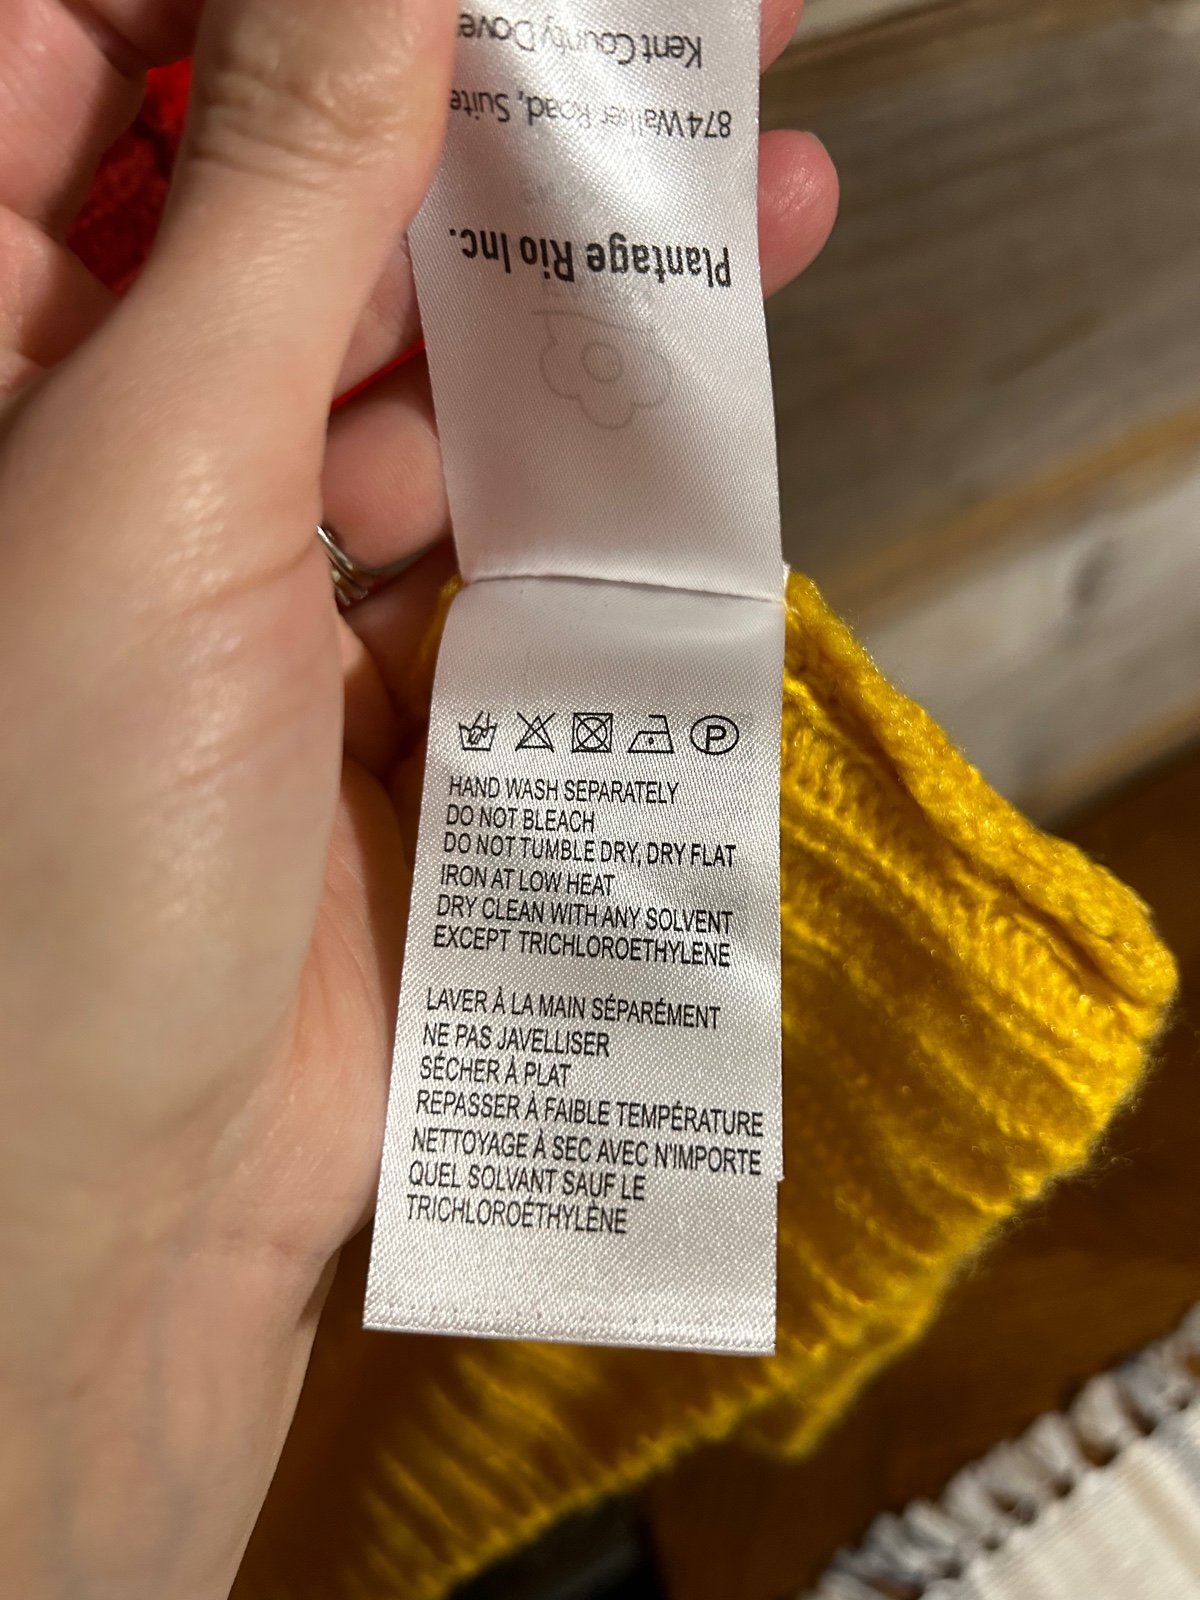 Plantage Rio Inc.
874 Walker Road, Suite
Kent County Dove
P
HAND WASH SEPARATELY
DO NOT BLEACH
DO NOT TUMBLE DRY, DRY FLAT
IRON AT LOW HEAT
DRY CLEAN WITH ANY SOLVENT
EXCEPT TRICHLOROETHYLENE
LAVER À LA MAIN SÉPARÉMENT
NE PAS JAVELLISER
SÉCHER À PLAT
REPASSER À FAIBLE TEMPÉRATURE
NETTOYAGE À SEC AVEC N'IMPORTE
QUEL SOLVANT SAUF LE
TRICHLOROÉTHYLÈNE